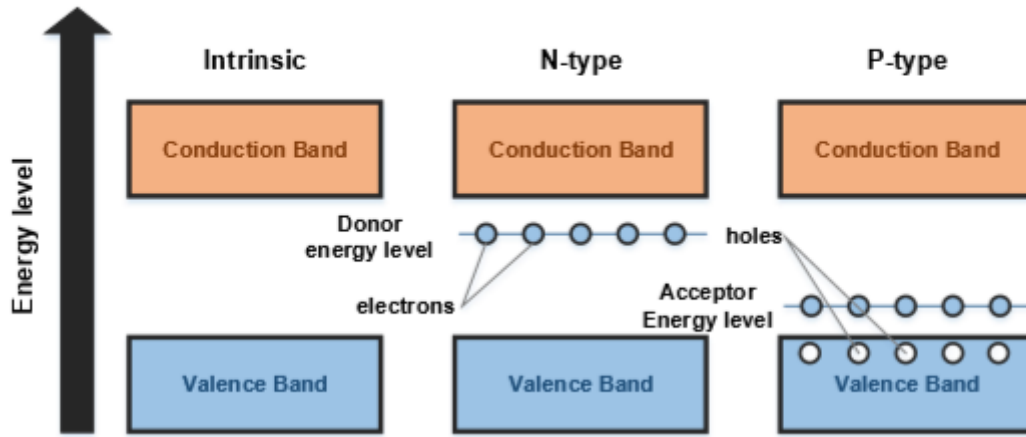 Intrinsic
N-type
P-type
Conduction Band
Conduction Band
Conduction Band
Energy level
Donor
energy level
holes
electrons
Acceptor
Energy level
Valence Band
Valence Band
Valence Band